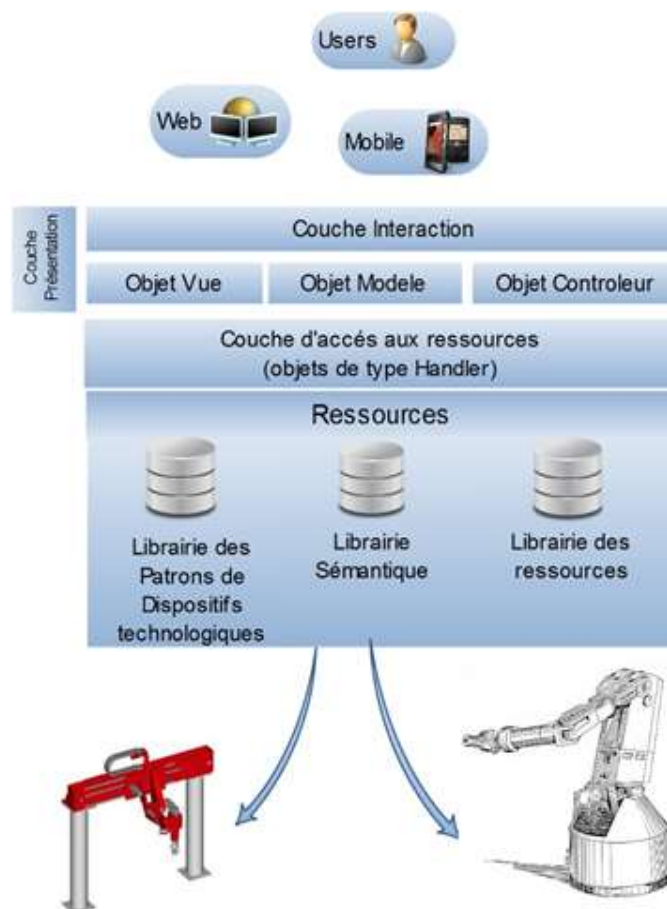 Users
Web
Mobile
Couche
Présentation
Couche Interaction
Objet Vue
Objet Modele
Objet Controleur
Couche d'accés aux ressources
(objets de type Handler)
Ressources
Librairie des
Patrons de
Dispositifs
technologiques
Librairie
Sémantique
Librairie des
ressources